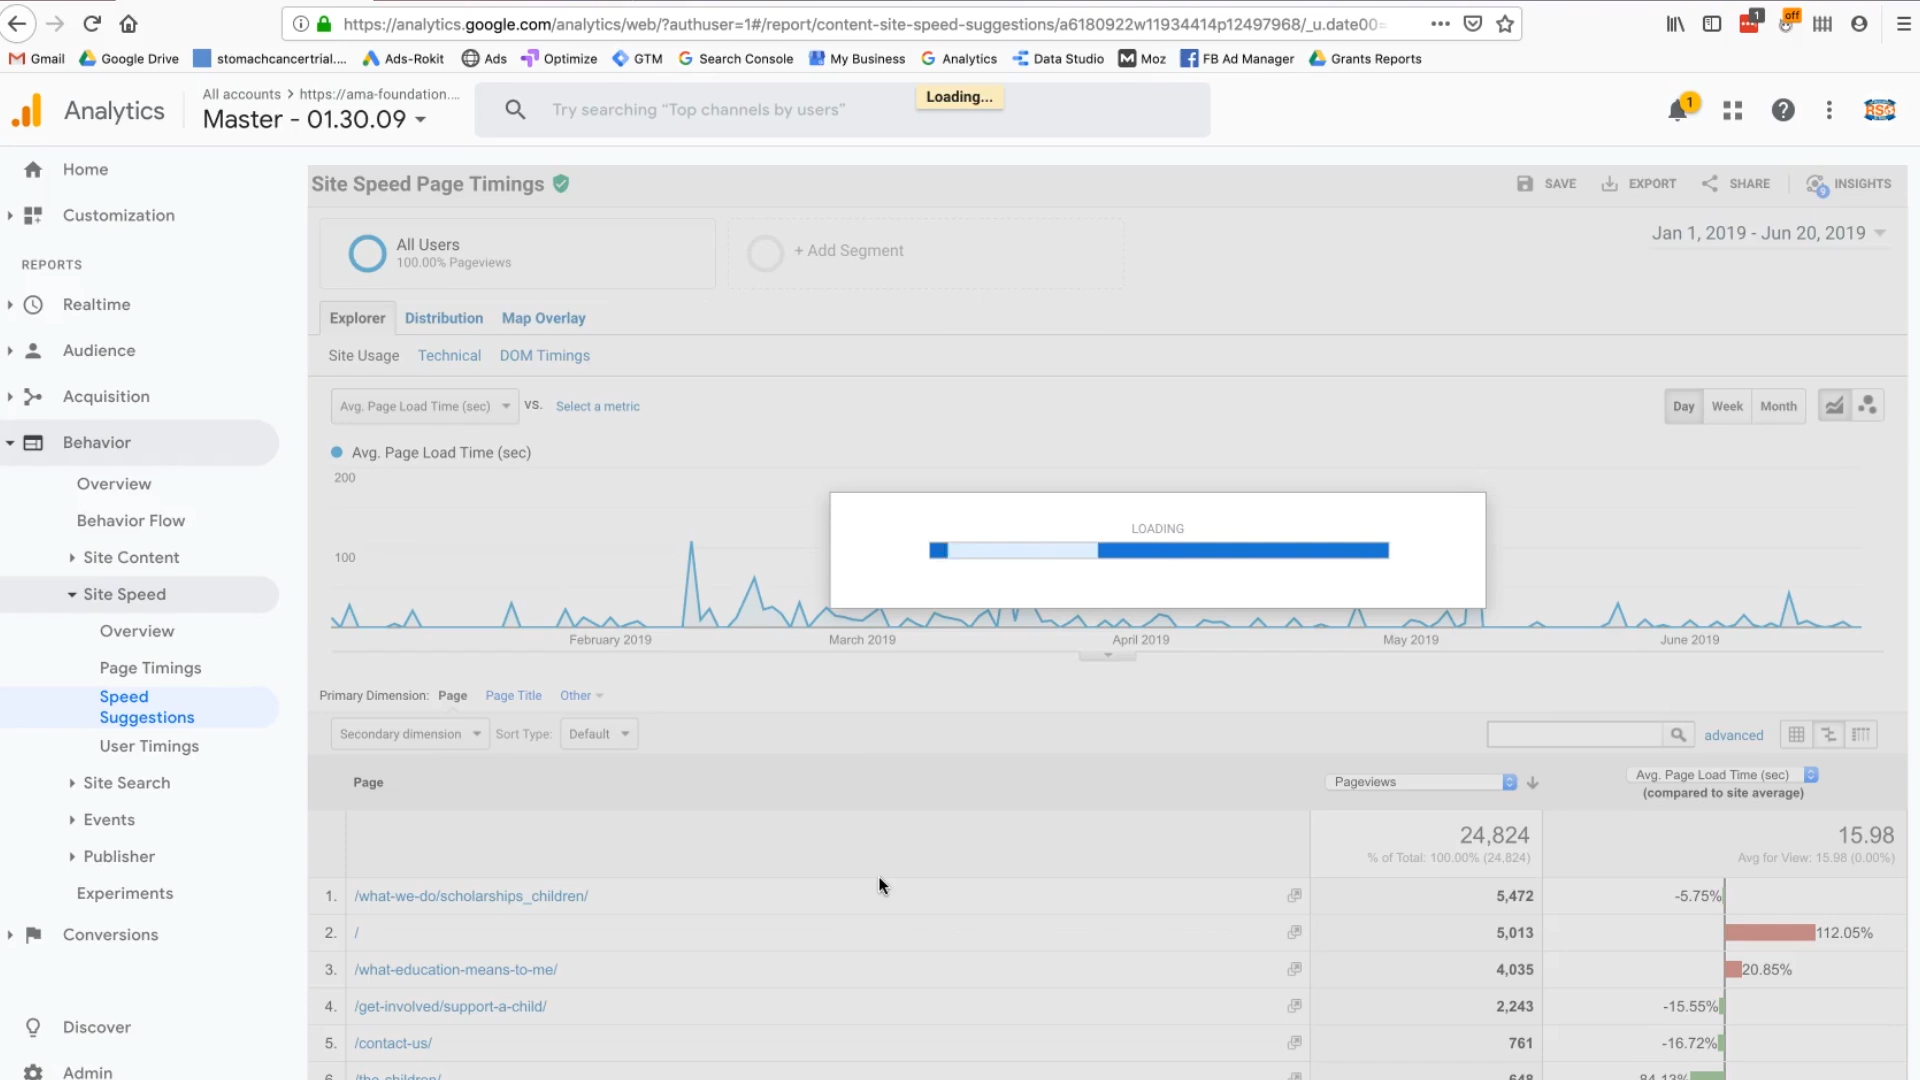 https://analytics.google.com/analytics/web/?authuser=1#/report/content-site-speed-suggestions/a6180922w11934414p12497968/_u.date00=
1
off
Gmail
Google Drive
stomachcancertrial....
Ads-Rokit
Ads
Optimize
GTM
Search Console
My Business
Analytics
Data Studio
Moz
FB Ad Manager
Grants Reports
Analytics
All accounts > https://ama-foundation....
Master - 01.30.09
Try searching “Top channels by users”
Loading...
1
RSO
Home
Customization
REPORTS
Realtime
Audience
Acquisition
Behavior
Overview
Behavior Flow
Site Content
Site Speed
Overview
Page Timings
Speed
Suggestions
User Timings
Site Search
Events
Publisher
Experiments
Conversions
Discover
Admin
Site Speed Page Timings
SAVE
EXPORT
SHARE
9
INSIGHTS
All Users
100.00% Pageviews
+ Add Segment
Jan 1, 2019 - Jun 20, 2019
Explorer
Distribution
Map Overlay
Site Usage
Technical
DOM Timings
Avg. Page Load Time (sec)
VS.
Select a metric
Day
Week
Month
Avg. Page Load Time (sec)
200
100
LOADING
February 2019
March 2019
April 2019
May 2019
June 2019
Primary Dimension:
Page
Page Title
Other
Secondary dimension
Sort Type:
Default
advanced
Page
Pageviews
Avg. Page Load Time (sec)
(compared to site average)
24,824
% of Total: 100.00% (24,824)
15.98
Avg for View: 15.98 (0.00%)
1. /what-we-do/scholarships_children/ 5,472 -5.75%
2. / 5,013 112.05%
3. /what-education-means-to-me/ 4,035 20.85%
4. /get-involved/support-a-child/ 2,243 -15.55%
5. /contact-us/ 761 -16.72%
6. /the-children/ 648 -84.13%